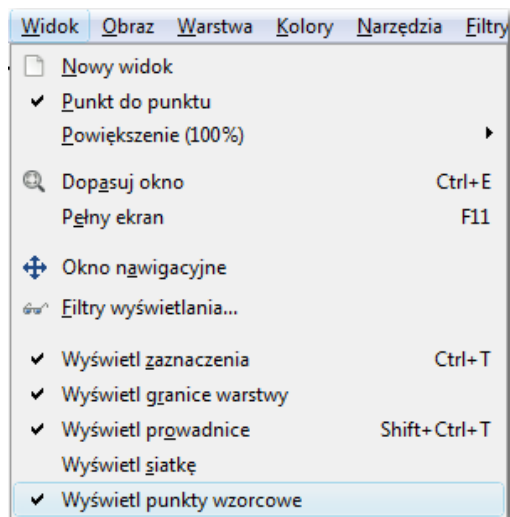 Widok Obraz Warstwa Kolory Narzędzia Filtry
Nowy widok
Punkt do punktu
Powiększenie (100%)
Dopasuj okno Ctrl+E
Pełny ekran F11
Okno nawigacyjne
Filtry wyświetlania...
Wyświetl zaznaczenia Ctrl+T
Wyświetl granice warstwy
Wyświetl prowadnice Shift+Ctrl+T
Wyświetl siatkę
Wyświetl punkty wzorcowe